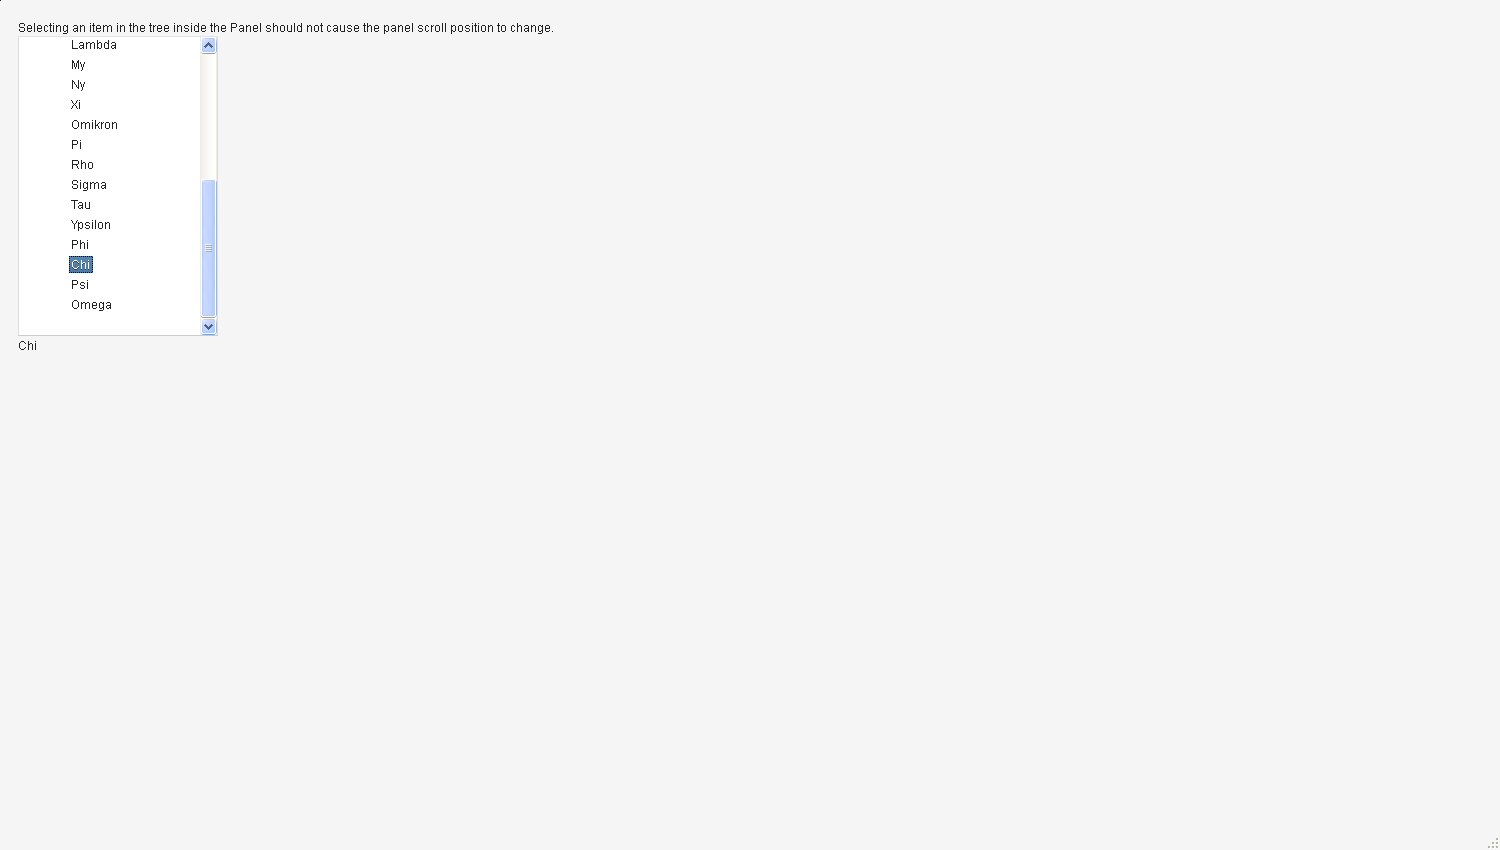 Selecting an item in the tree inside the Panel should not cause the panel scroll position to change.
Lambda
My
Ny
Xi
Omikron
Pi
Rho
Sigma
Tau
Ypsilon
Phi
Chi
Psi
Omega
Chi